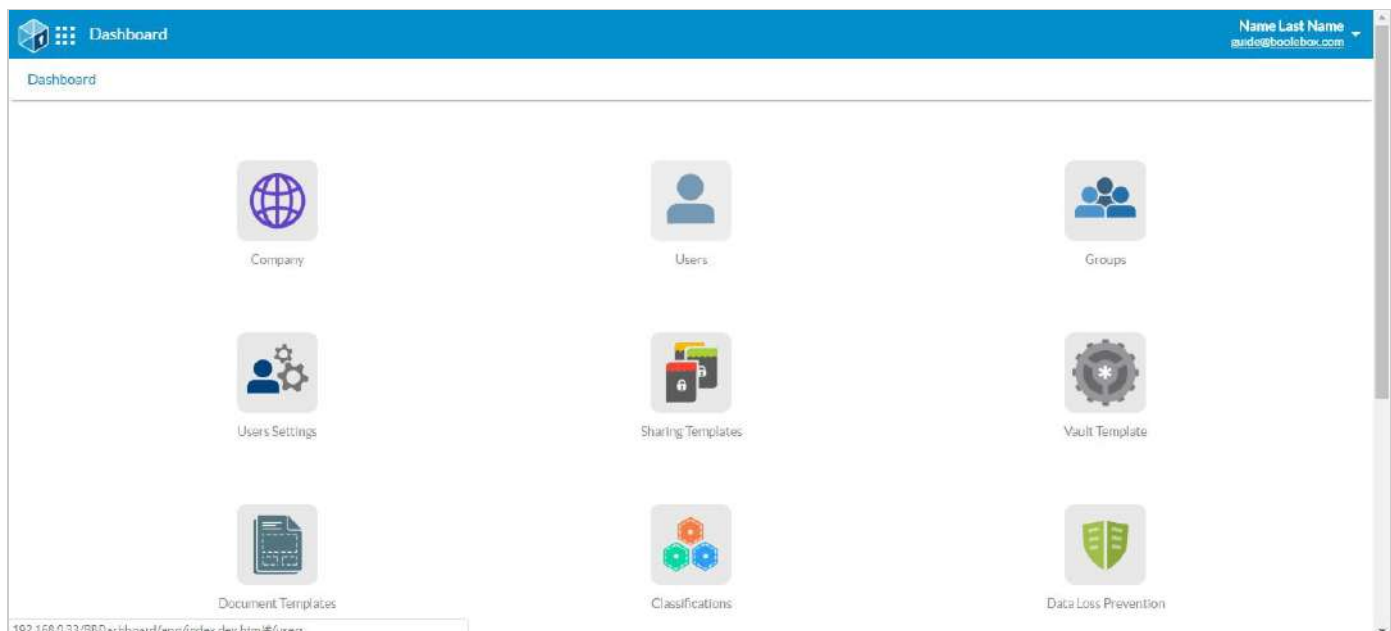 Dashboard
Name Last Name
guide@boolebox.com
Dashboard
Company
Users
Groups
Users Settings
Sharing Templates
Vault Template
Document Templates
Classifications
Data Loss Prevention